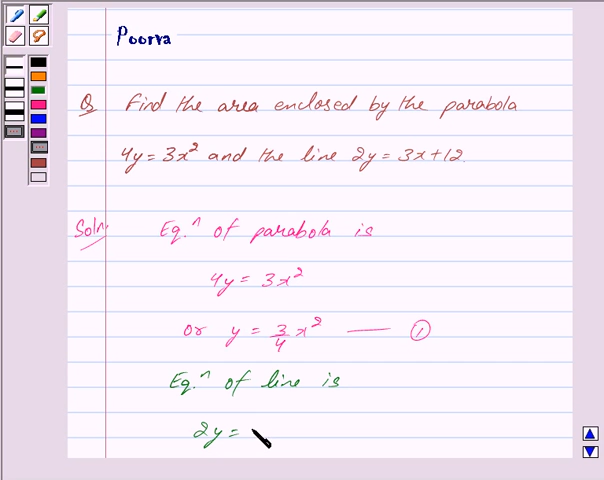 Poorva
Q Find the area enclosed by the parabola
4y = 3x² and the line 2y = 3x+12.
Soln. Eq.ⁿ of parabola is
4y = 3x²
or y = 3/4 x² —— ①
Eq.ⁿ of line is
2y =